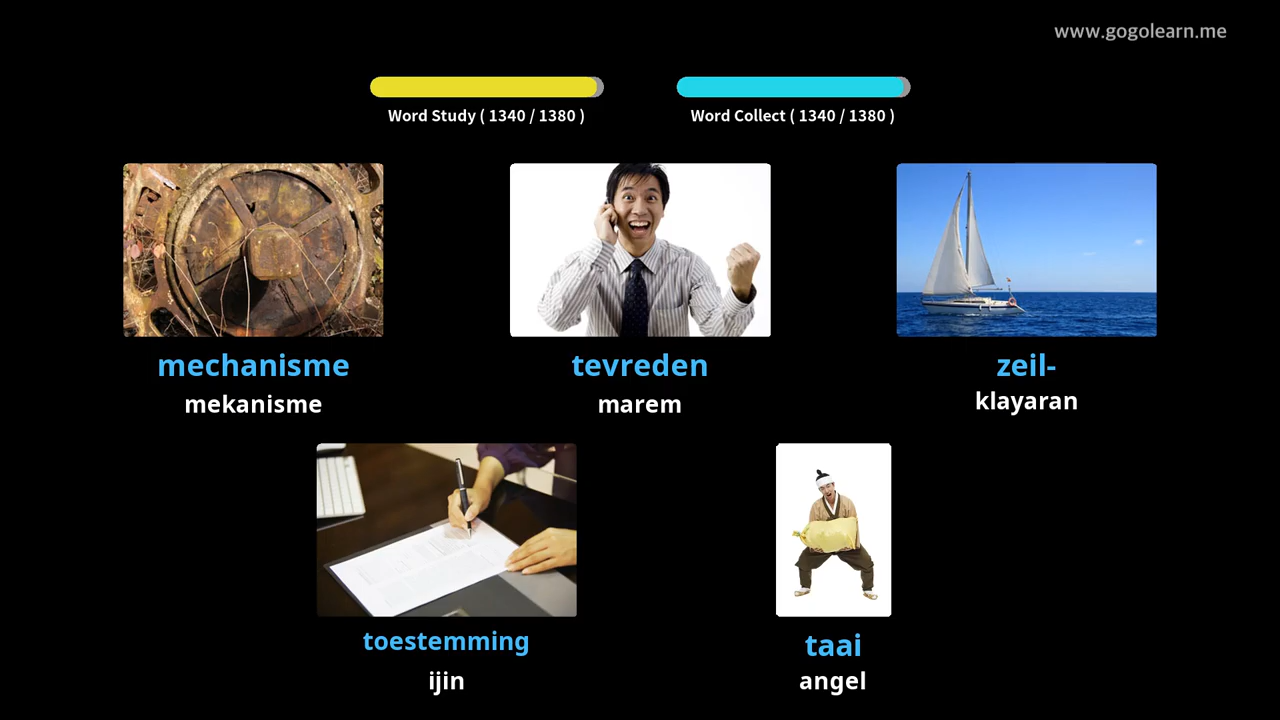 www.gogolearn.me
Word Study ( 1340 / 1380 )
Word Collect ( 1340 / 1380 )
mechanisme
mekanisme
tevreden
marem
zeil-
klayaran
toestemming
ijin
taai
angel